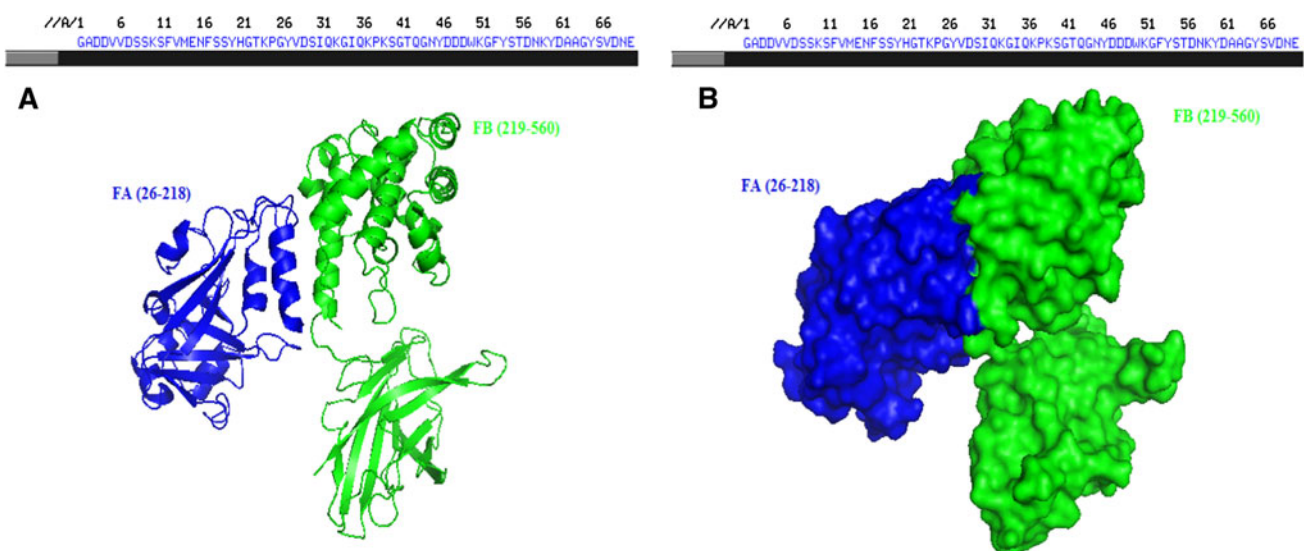 //A/1 6 11 16 21 26 31 36 41 46 51 56 61 66
GADDVVDSSKSFVMENFSSYHGTKPGYVDSIQKGIQKPKSGTQGNYDDDWKGFYSTDNKYDAAGYSVDNE
A
FB (219-560)
FA (26-218)
//A/1 6 11 16 21 26 31 36 41 46 51 56 61 66
GADDVVDSSKSFVMENFSSYHGTKPGYVDSIQKGIQKPKSGTQGNYDDDWKGFYSTDNKYDAAGYSVDNE
B
FB (219-560)
FA (26-218)